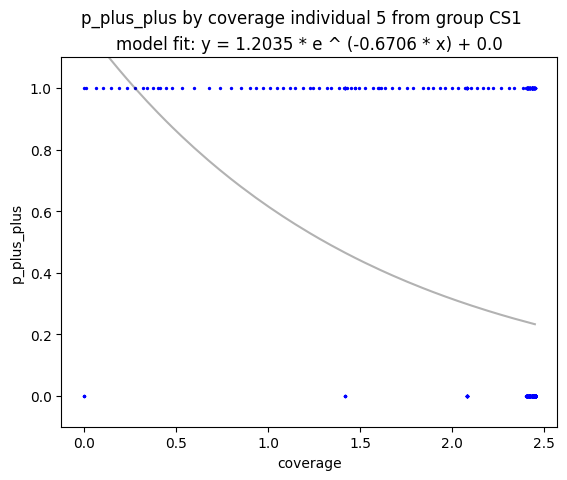 p_plus_plus by coverage individual 5 from group CS1
model fit: y = 1.2035 * e ^ (-0.6706 * x) + 0.0
1.0
0.8
0.6
0.4
0.2
0.0
p_plus_plus
0.0 0.5 1.0 1.5 2.0 2.5
coverage